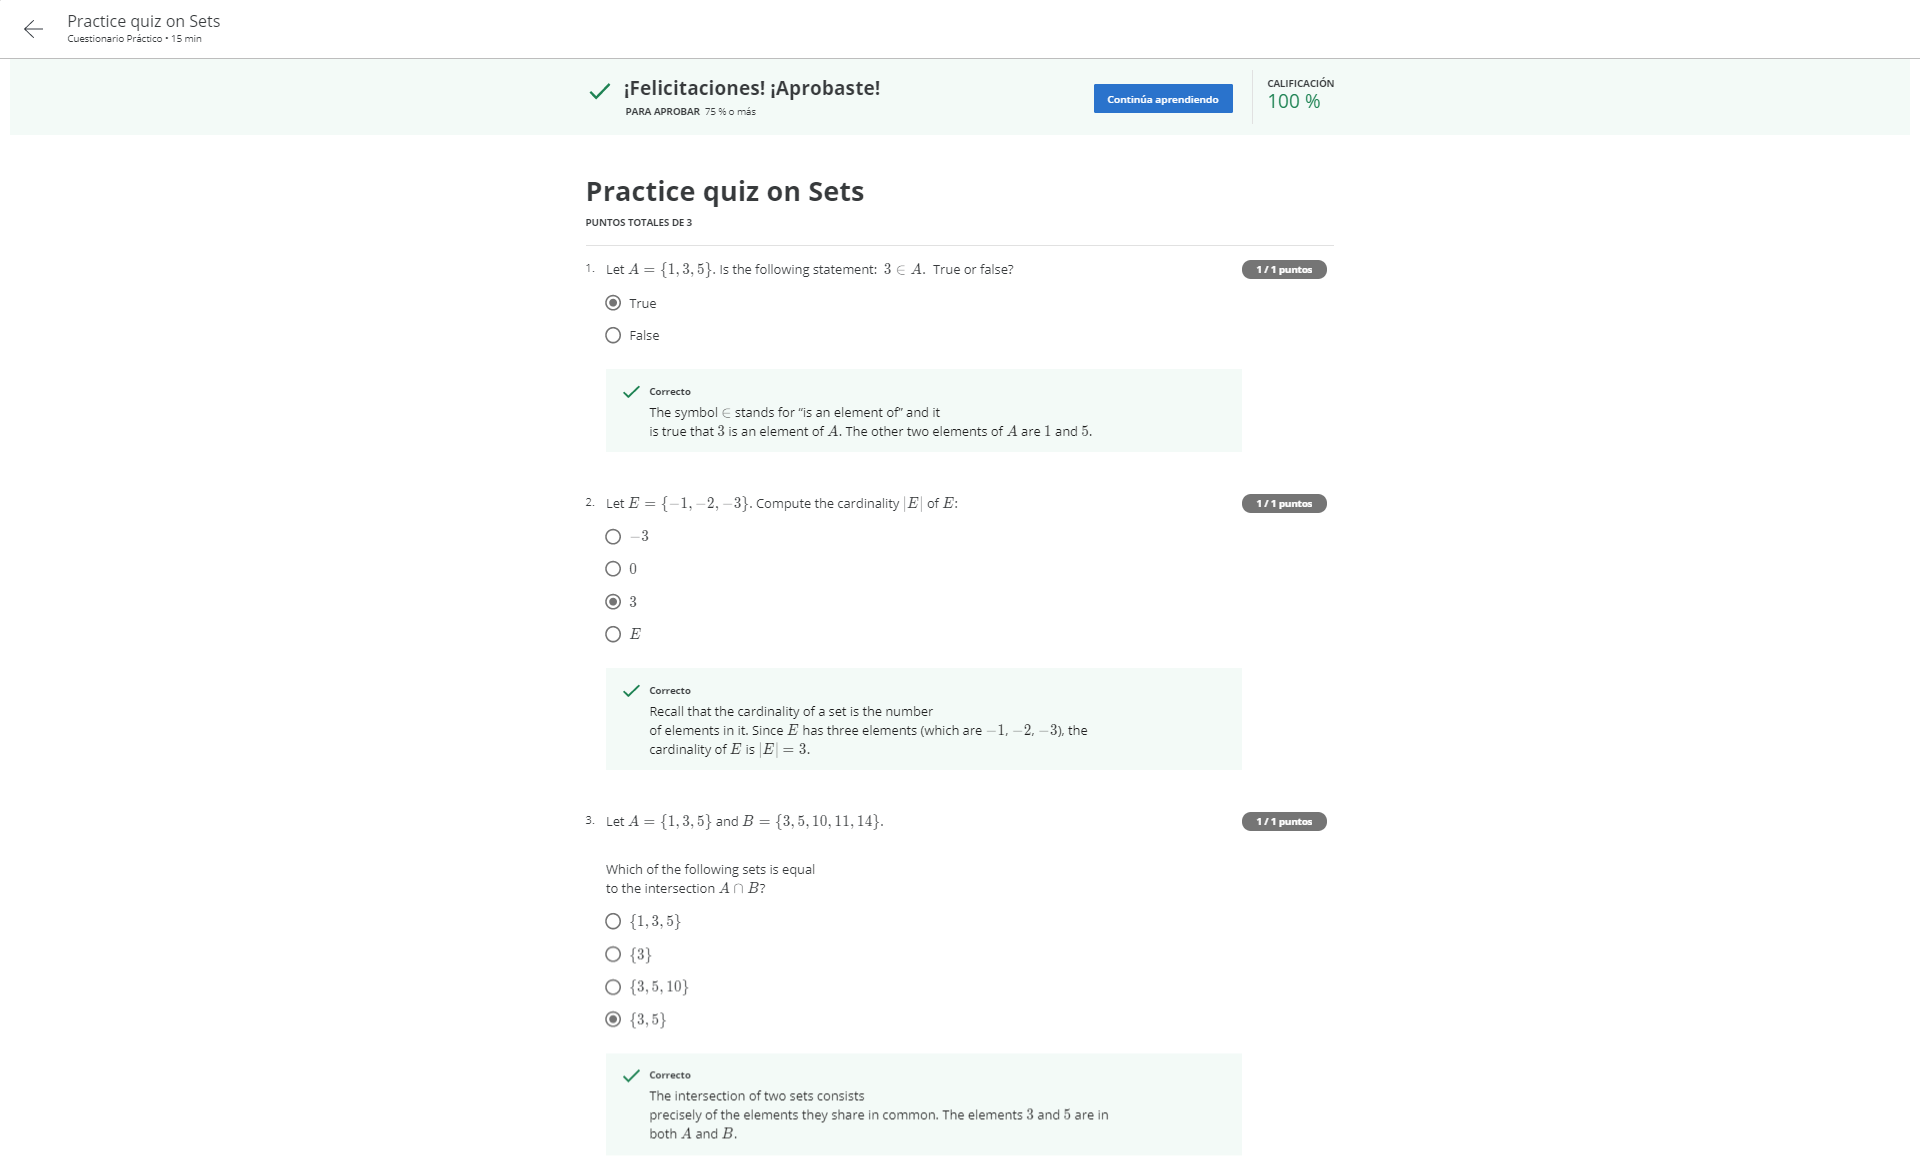 Practice quiz on Sets
Cuestionario Práctico • 15 min
¡Felicitaciones! ¡Aprobaste!
PARA APROBAR 75 % o más
Continúa aprendiendo
CALIFICACIÓN
100 %
Practice quiz on Sets
PUNTOS TOTALES DE 3
1. Let A = {1, 3, 5}. Is the following statement: 3 ∈ A. True or false?
1 / 1 puntos
True
False
Correcto
The symbol ∈ stands for “is an element of” and it
is true that 3 is an element of A. The other two elements of A are 1 and 5.
2. Let E = {−1, −2, −3}. Compute the cardinality |E| of E:
1 / 1 puntos
−3
0
3
E
Correcto
Recall that the cardinality of a set is the number
of elements in it. Since E has three elements (which are −1, −2, −3), the
cardinality of E is |E| = 3.
3. Let A = {1, 3, 5} and B = {3, 5, 10, 11, 14}.
1 / 1 puntos
Which of the following sets is equal
to the intersection A ∩ B?
{1, 3, 5}
{3}
{3, 5, 10}
{3, 5}
Correcto
The intersection of two sets consists
precisely of the elements they share in common. The elements 3 and 5 are in
both A and B.